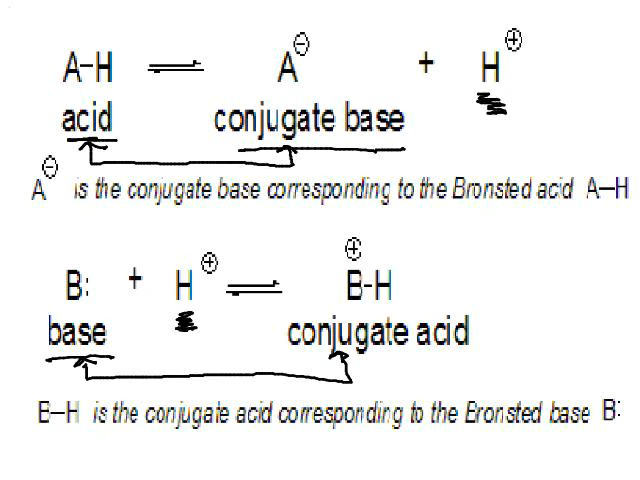 A–H ⇌ A⊖ + H⊕
acid conjugate base
A⊖ is the conjugate base corresponding to the Bronsted acid A–H
B: + H⊕ ⇌ B⊕-H
base conjugate acid
B–H is the conjugate acid corresponding to the Bronsted base B: